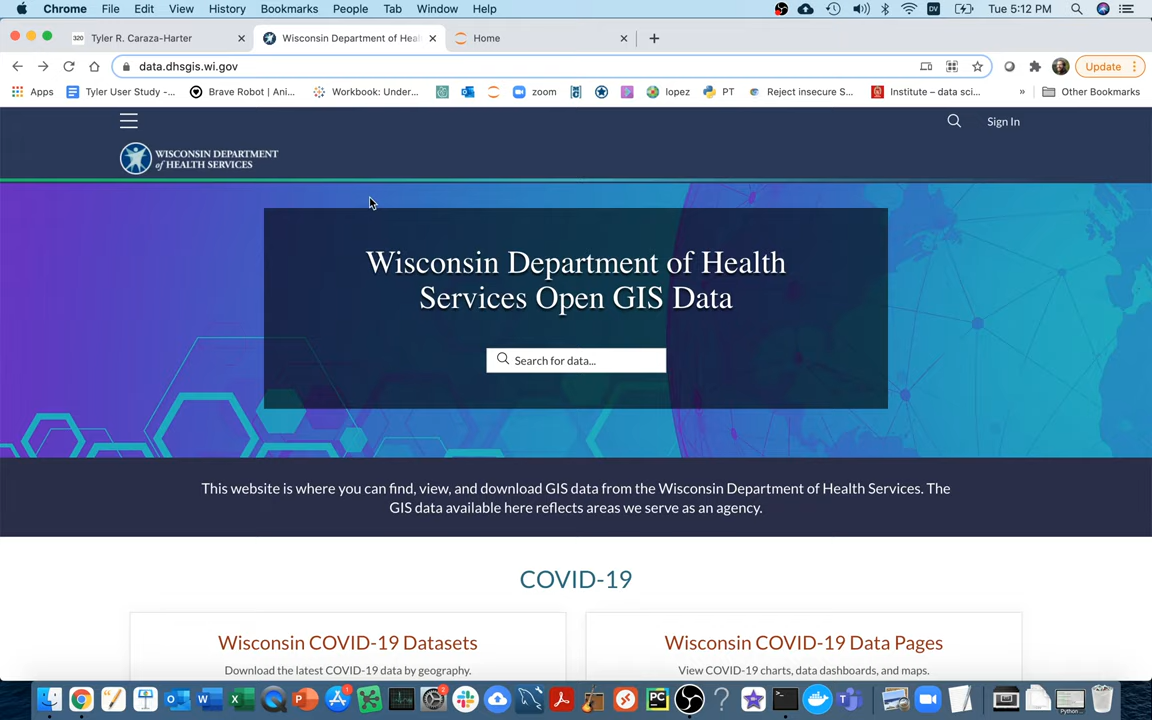 Chrome File Edit View History Bookmarks People Tab Window Help
DV Tue 5:12 PM
320 Tyler R. Caraza-Harter
Wisconsin Department of Heal
Home
data.dhsgis.wi.gov
Update
Apps Tyler User Study -... Brave Robot | Ani... Workbook: Under... zoom lopez PT Reject insecure S... Institute – data sci... » Other Bookmarks
Sign In
WISCONSIN DEPARTMENT
of HEALTH SERVICES
Wisconsin Department of Health
Services Open GIS Data
Search for data...
This website is where you can find, view, and download GIS data from the Wisconsin Department of Health Services. The
GIS data available here reflects areas we serve as an agency.
COVID-19
Wisconsin COVID-19 Datasets
Download the latest COVID-19 data by geography.
Wisconsin COVID-19 Data Pages
View COVID-19 charts, data dashboards, and maps.